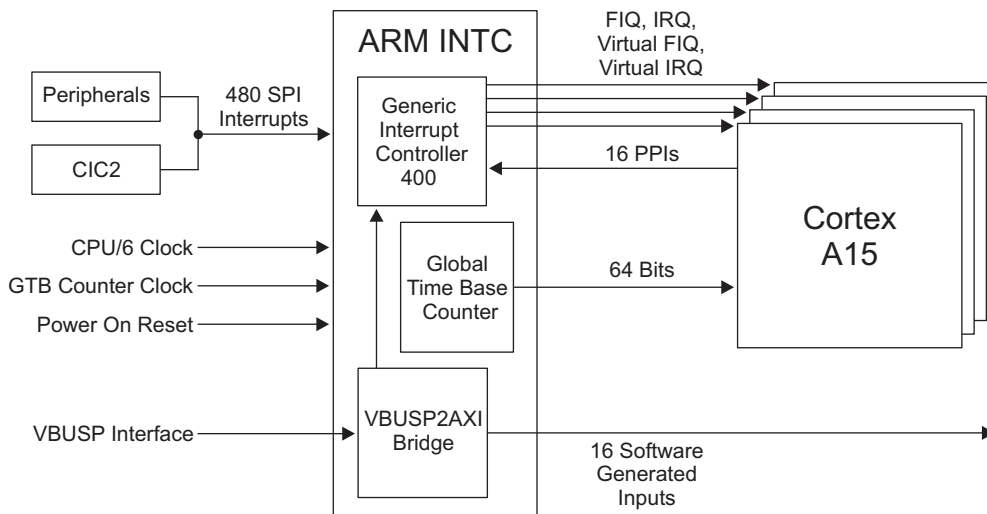 ARM INTC
FIQ, IRQ,
Virtual FIQ,
Virtual IRQ
Peripherals
CIC2
480 SPI
Interrupts
Generic
Interrupt
Controller
400
16 PPIs
Cortex
A15
CPU/6 Clock
GTB Counter Clock
Power On Reset
Global
Time Base
Counter
64 Bits
VBUSP Interface
VBUSP2AXI
Bridge
16 Software
Generated
Inputs